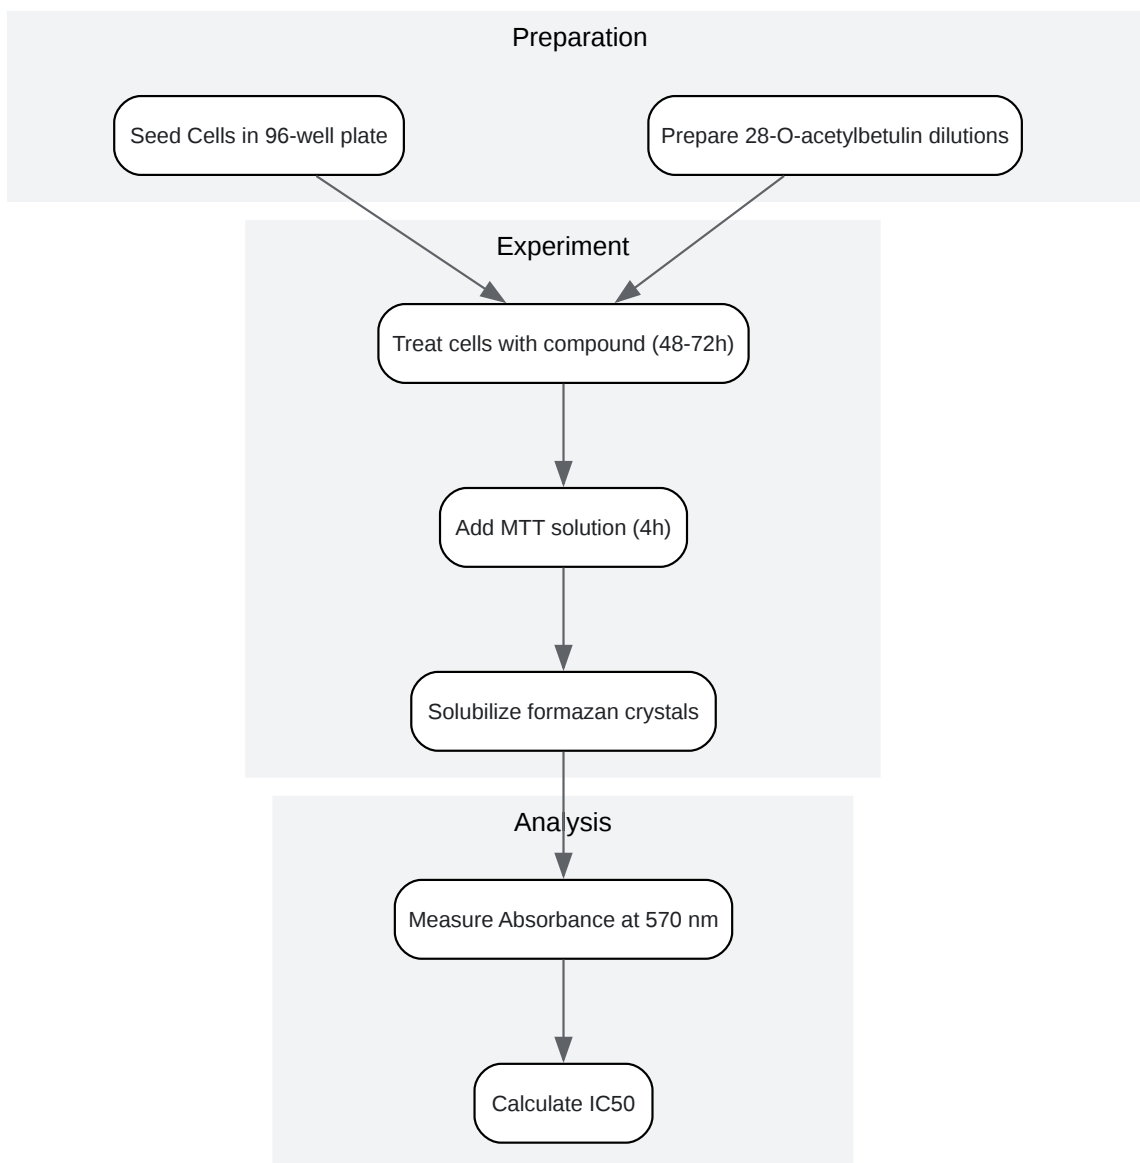 Preparation
Seed Cells in 96-well plate
Prepare 28-O-acetylbetulin dilutions
Experiment
Treat cells with compound (48-72h)
Add MTT solution (4h)
Solubilize formazan crystals
Analysis
Measure Absorbance at 570 nm
Calculate IC50